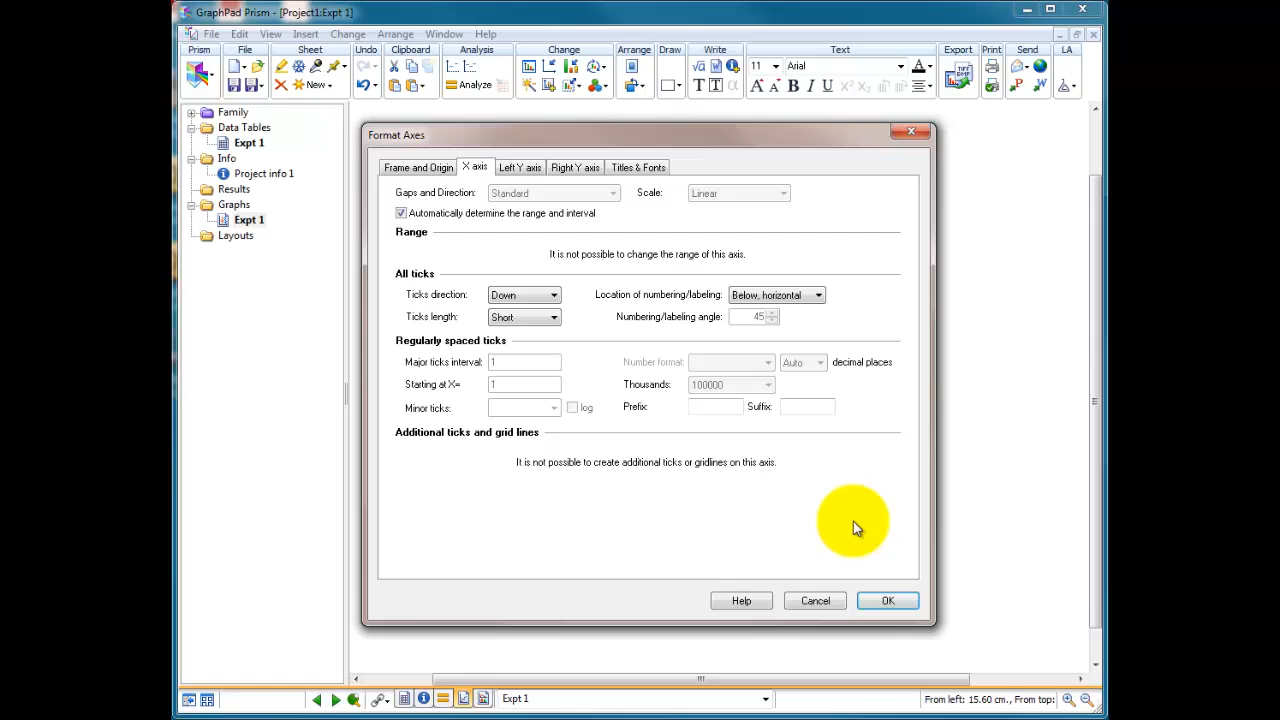 GraphPad Prism - [Project1:Expt 1]
File Edit View Insert Change Arrange Window Help
Prism File Sheet Undo Clipboard Analysis Change Arrange Draw Write Text Export Print Send LA
11 Arial A
Analyze
New
T T α A A B I U
Family
Data Tables
Expt 1
Info
Project info 1
Results
Graphs
Expt 1
Layouts
Format Axes
Frame and Origin X axis Left Y axis Right Y axis Titles & Fonts
Gaps and Direction: Standard Scale: Linear
Automatically determine the range and interval
Range
It is not possible to change the range of this axis.
All ticks
Ticks direction: Down Location of numbering/labeling: Below, horizontal
Ticks length: Short Numbering/labeling angle: 45
Regularly spaced ticks
Major ticks interval: 1 Number format: Auto decimal places
Starting at X= 1 Thousands: 100000
Minor ticks: log Prefix: Suffix:
Additional ticks and grid lines
It is not possible to create additional ticks or gridlines on this axis.
Help Cancel OK
Expt 1
From left: 15.60 cm., From top: